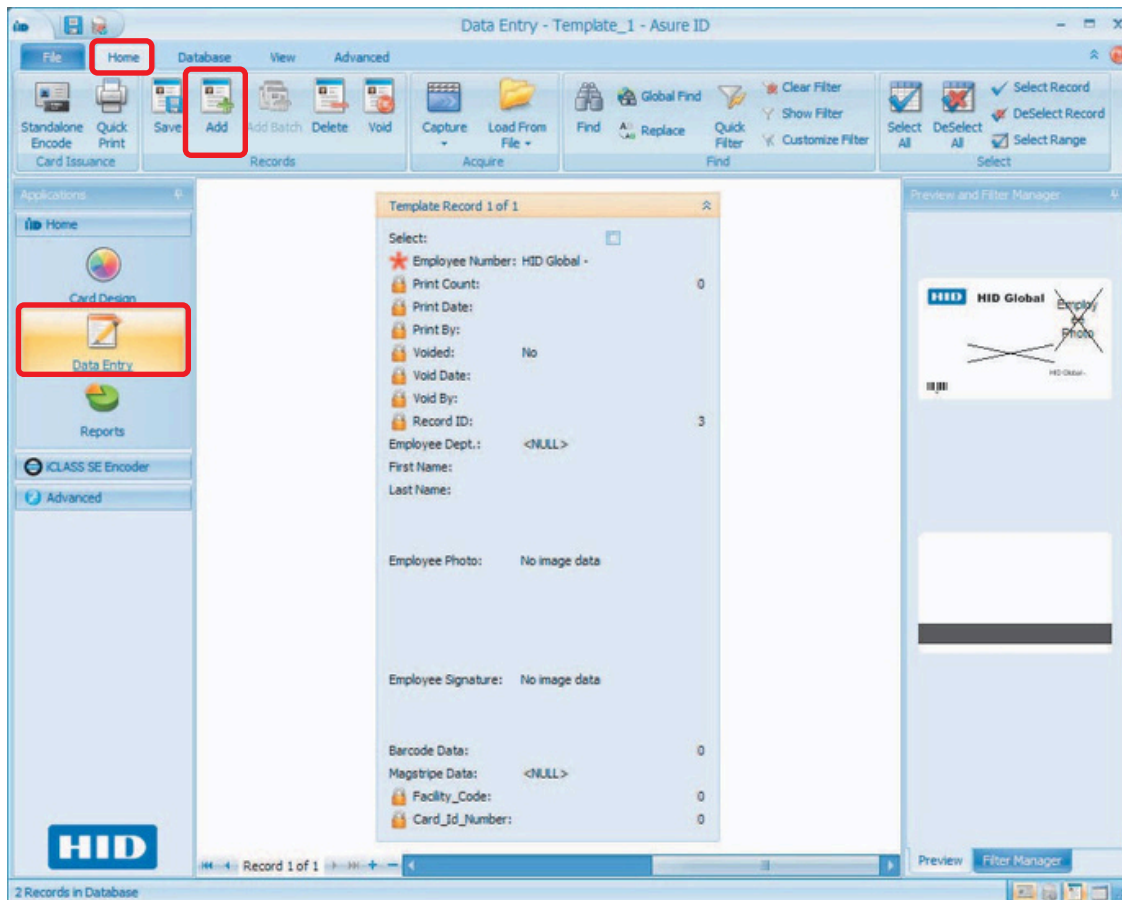 Data Entry - Template_1 - Asure ID
File Home Database View Advanced
Standalone Encode
Quick Print
Card Issuance
Save
Add
Add Batch
Delete
Void
Records
Capture
Load From File
Acquire
Find
Global Find
Replace
Quick Filter
Clear Filter
Show Filter
Customize Filter
Find
Select All
DeSelect All
Select Record
DeSelect Record
Select Range
Select
Applications
Home
Card Design
Data Entry
Reports
iCLASS SE Encoder
Advanced
HID
Template Record 1 of 1
Select:
Employee Number: HID Global -
Print Count: 0
Print Date:
Print By:
Voided: No
Void Date:
Void By:
Record ID: 3
Employee Dept.: <NULL>
First Name:
Last Name:
Employee Photo: No image data
Employee Signature: No image data
Barcode Data: 0
Magstripe Data: <NULL>
Facility_Code: 0
Card_Id_Number: 0
Record 1 of 1
Preview and Filter Manager
HID HID Global
Employ
ee
Photo
HID Global -
Preview Filter Manager
2 Records in Database